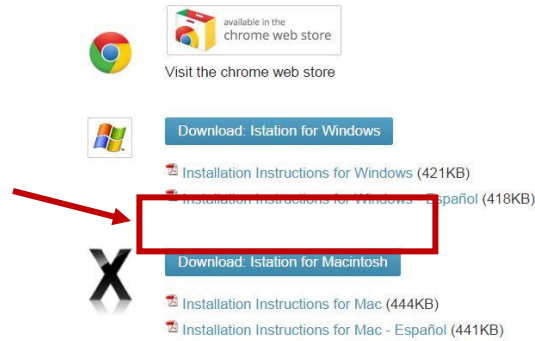 available in the
chrome web store
Visit the chrome web store
Download: Istation for Windows
Installation Instructions for Windows (421KB)
Installation Instructions for Windows - Español (418KB)
Download: Istation for Macintosh
Installation Instructions for Mac (444KB)
Installation Instructions for Mac - Español (441KB)